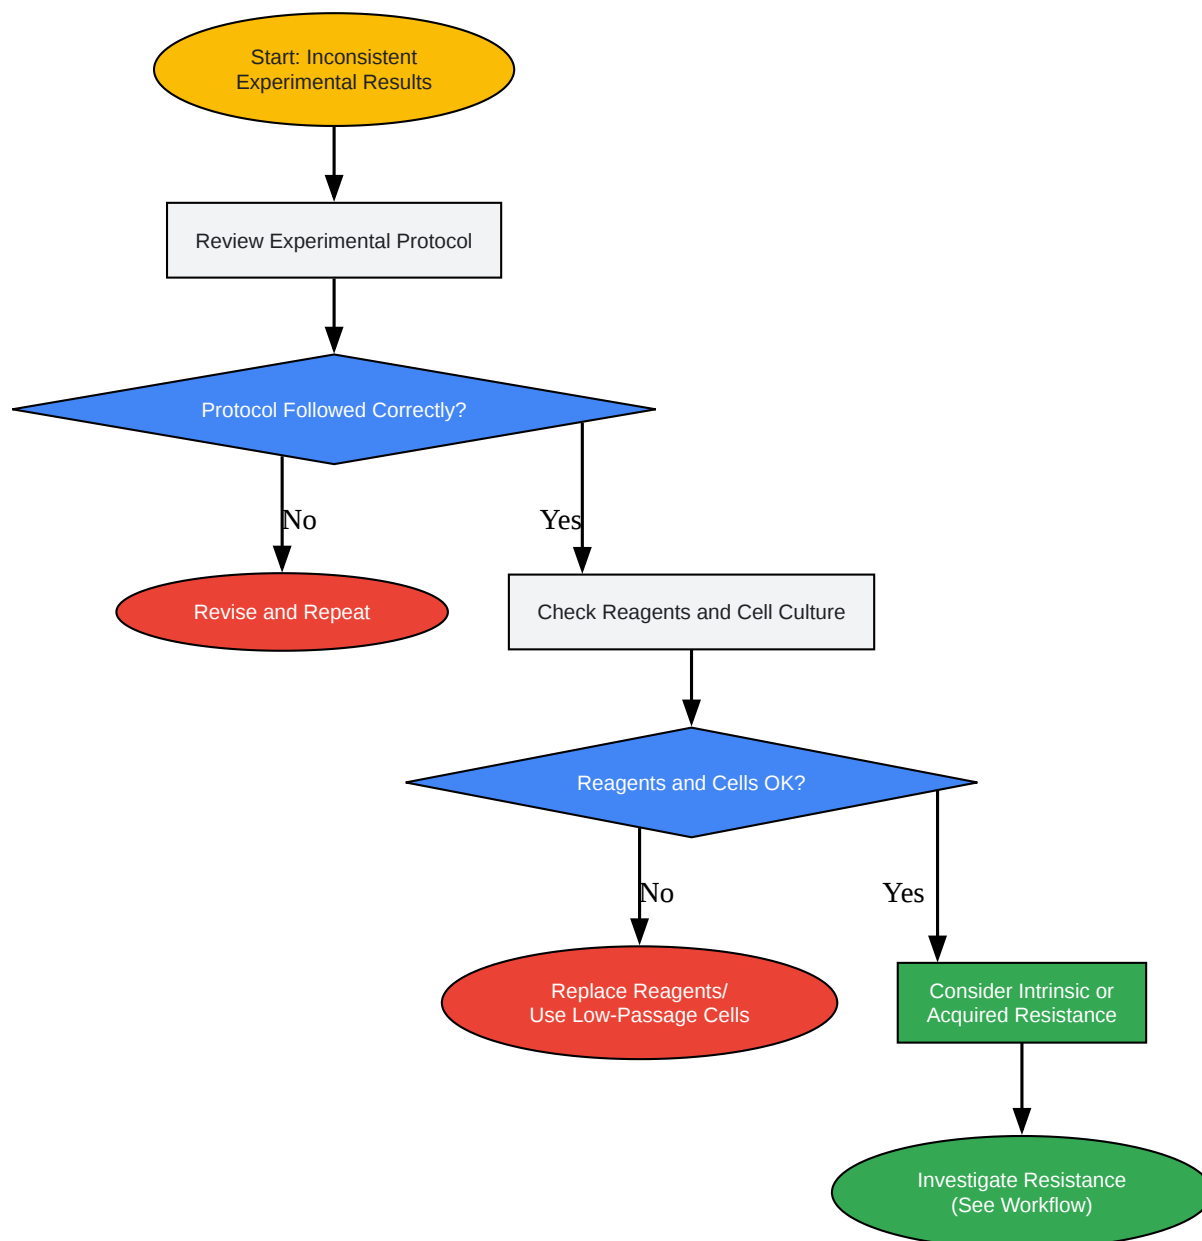 Start: Inconsistent
Experimental Results
Review Experimental Protocol
Protocol Followed Correctly?
No
Yes
Revise and Repeat
Check Reagents and Cell Culture
Reagents and Cells OK?
No
Yes
Replace Reagents/
Use Low-Passage Cells
Consider Intrinsic or
Acquired Resistance
Investigate Resistance
(See Workflow)